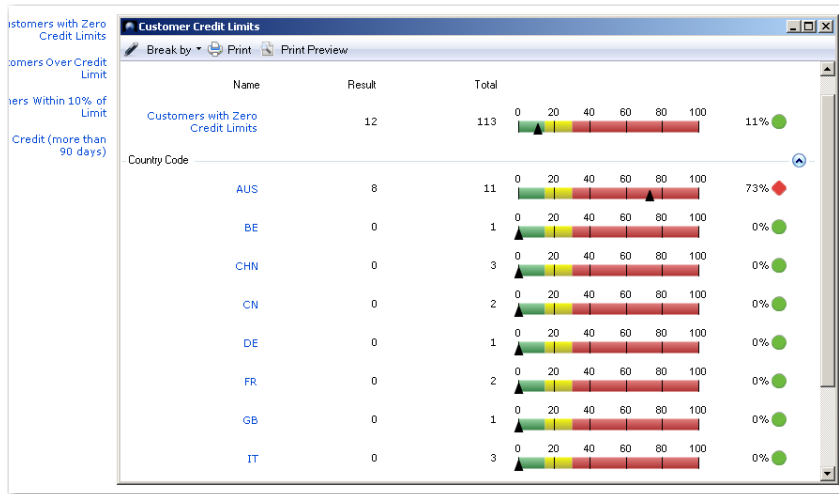 Customer Credit Limits
Break by Print Print Preview
Credit Limits
Limit
Within 10% of
Limit
Credit (more than
90 days)
with Zero
Over Credit
Name Result Total
Customers with Zero
Credit Limits
12 113 0 20 40 60 80 100 11%
Country Code
AUS 8 11 0 20 40 60 80 100 73%
BE 0 1 0 20 40 60 80 100 0%
CHN 0 3 0 20 40 60 80 100 0%
CN 0 2 0 20 40 60 80 100 0%
DE 0 1 0 20 40 60 80 100 0%
FR 0 2 0 20 40 60 80 100 0%
GB 0 1 0 20 40 60 80 100 0%
IT 0 3 0 20 40 60 80 100 0%